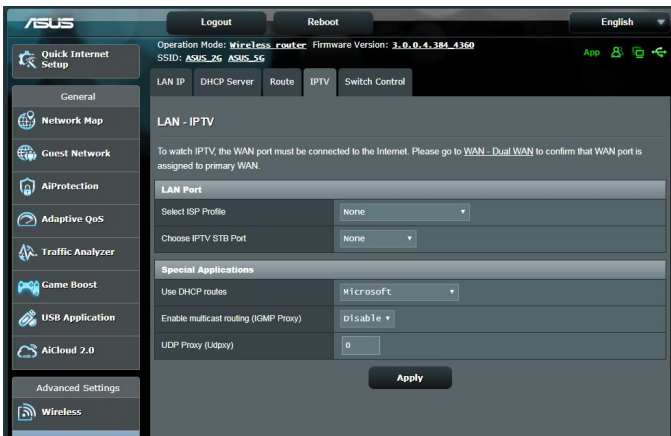 ASUS
Logout
Reboot
English
Quick Internet
Setup
Operation Mode: Wireless router Firmware Version: 3.0.0.4.384_4360
SSID: ASUS_2G ASUS_5G
App
LAN IP
DHCP Server
Route
IPTV
Switch Control
General
Network Map
Guest Network
AiProtection
Adaptive QoS
Traffic Analyzer
Game Boost
USB Application
AiCloud 2.0
Advanced Settings
Wireless
LAN - IPTV
To watch IPTV, the WAN port must be connected to the Internet. Please go to WAN - Dual WAN to confirm that WAN port is
assigned to primary WAN.
LAN Port
Select ISP Profile
None
Choose IPTV STB Port
None
Special Applications
Use DHCP routes
Microsoft
Enable multicast routing (IGMP Proxy)
Disable
UDP Proxy (Udpxy)
0
Apply